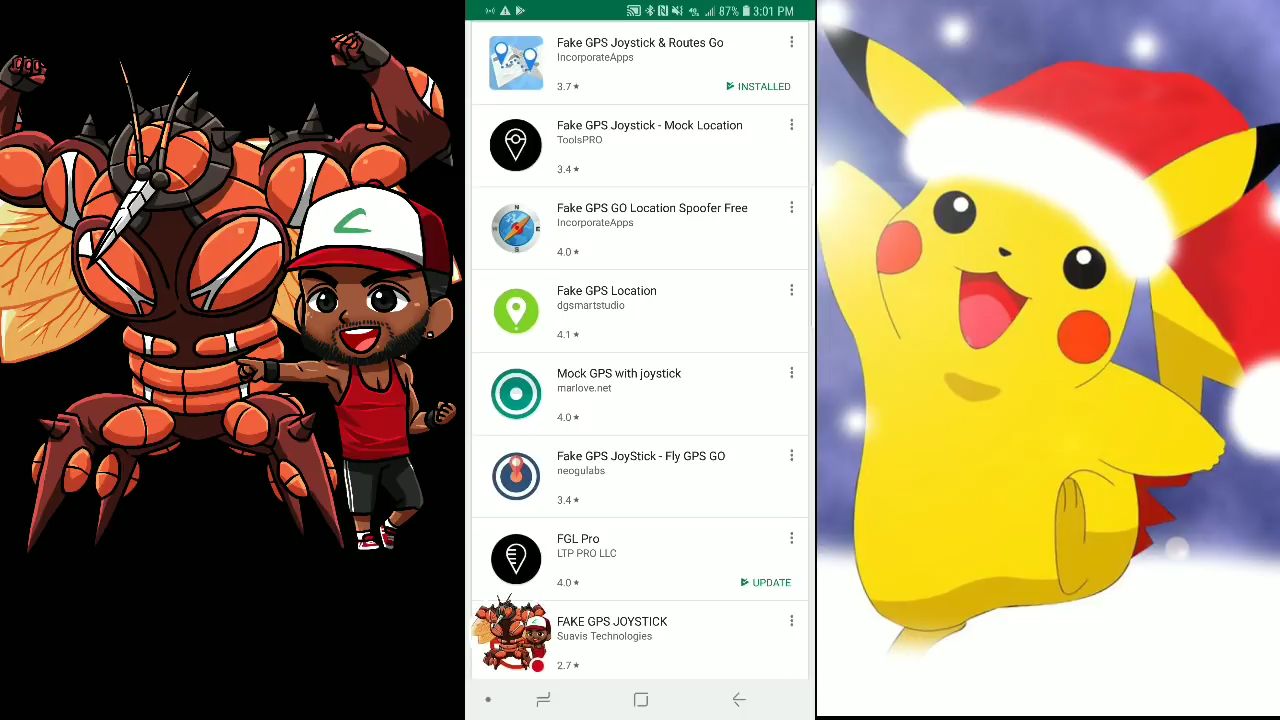 87% 3:01 PM
Fake GPS Joystick & Routes Go
IncorporateApps
3.7★ INSTALLED
Fake GPS Joystick - Mock Location
ToolsPRO
3.4★
Fake GPS GO Location Spoofer Free
IncorporateApps
4.0★
Fake GPS Location
dgsmartstudio
4.1★
Mock GPS with joystick
marlove.net
4.0★
Fake GPS JoyStick - Fly GPS GO
neogulabs
3.4★
FGL Pro
LTP PRO LLC
4.0★ UPDATE
FAKE GPS JOYSTICK
Suavis Technologies
2.7★